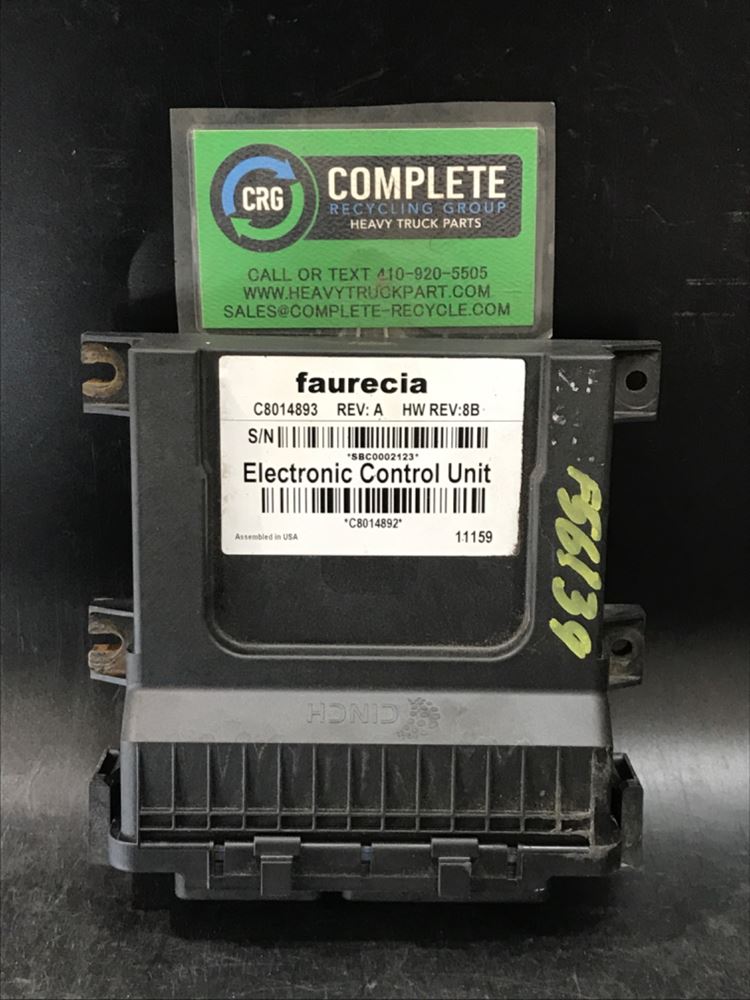 CRG
COMPLETE
RECYCLING GROUP
HEAVY TRUCK PARTS
CALL OR TEXT 410-920-5505
WWW.HEAVYTRUCKPART.COM
SALES@COMPLETE-RECYCLE.COM
faurecia
C8014893 REV: A HW REV:8B
S/N
*SBC0002123*
Electronic Control Unit
*C8014892*
Assembled in USA 11159
F56139
CINCH